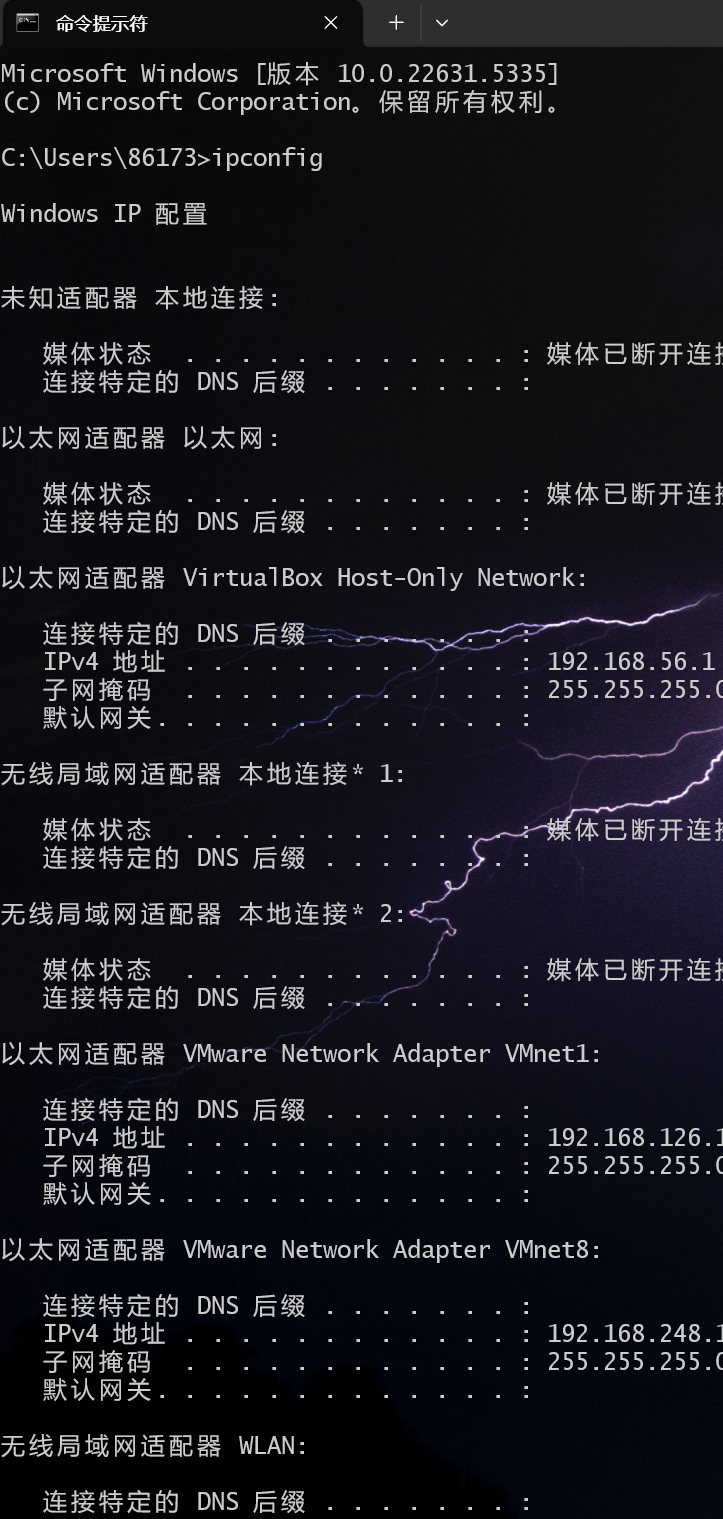 命令提示符
Microsoft Windows [版本 10.0.22631.5335]
(c) Microsoft Corporation。保留所有权利。
C:\Users\86173>ipconfig
Windows IP 配置
未知适配器 本地连接:
媒体状态  . . . . . . . . . . . . : 媒体已断开连接
连接特定的 DNS 后缀 . . . . . . . :
以太网适配器 以太网:
媒体状态  . . . . . . . . . . . . : 媒体已断开连接
连接特定的 DNS 后缀 . . . . . . . :
以太网适配器 VirtualBox Host-Only Network:
连接特定的 DNS 后缀 . . . . . . . :
IPv4 地址 . . . . . . . . . . . . : 192.168.56.1
子网掩码  . . . . . . . . . . . . : 255.255.255.0
默认网关. . . . . . . . . . . . . :
无线局域网适配器 本地连接* 1:
媒体状态  . . . . . . . . . . . . : 媒体已断开连接
连接特定的 DNS 后缀 . . . . . . . :
无线局域网适配器 本地连接* 2:
媒体状态  . . . . . . . . . . . . : 媒体已断开连接
连接特定的 DNS 后缀 . . . . . . . :
以太网适配器 VMware Network Adapter VMnet1:
连接特定的 DNS 后缀 . . . . . . . :
IPv4 地址 . . . . . . . . . . . . : 192.168.126.1
子网掩码  . . . . . . . . . . . . : 255.255.255.0
默认网关. . . . . . . . . . . . . :
以太网适配器 VMware Network Adapter VMnet8:
连接特定的 DNS 后缀 . . . . . . . :
IPv4 地址 . . . . . . . . . . . . : 192.168.248.1
子网掩码  . . . . . . . . . . . . : 255.255.255.0
默认网关. . . . . . . . . . . . . :
无线局域网适配器 WLAN:
连接特定的 DNS 后缀 . . . . . . . :